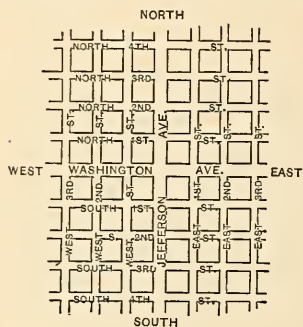 NORTH
NORTH 4TH ST.
NORTH 3RD ST.
NORTH 2ND ST.
ST. ST. ST. AVE. ST. ST. ST.
NORTH 1ST ST.
WEST WASHINGTON AVE. EAST
3RD 2ND ST. 1ST 2ND 3RD
SOUTH 1ST ST.
WEST WEST WEST JEFFERSON EAST EAST EAST
S. 2ND ST.
SOUTH 3RD ST.
SOUTH 4TH ST.
SOUTH